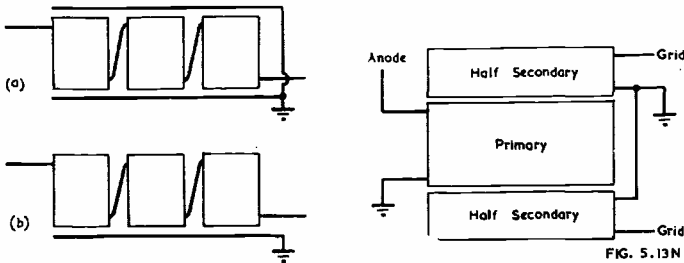 (a)
(b)
Anode
Half Secondary
Grid
Primary
Half Secondary
Grid
FIG. 5.13N